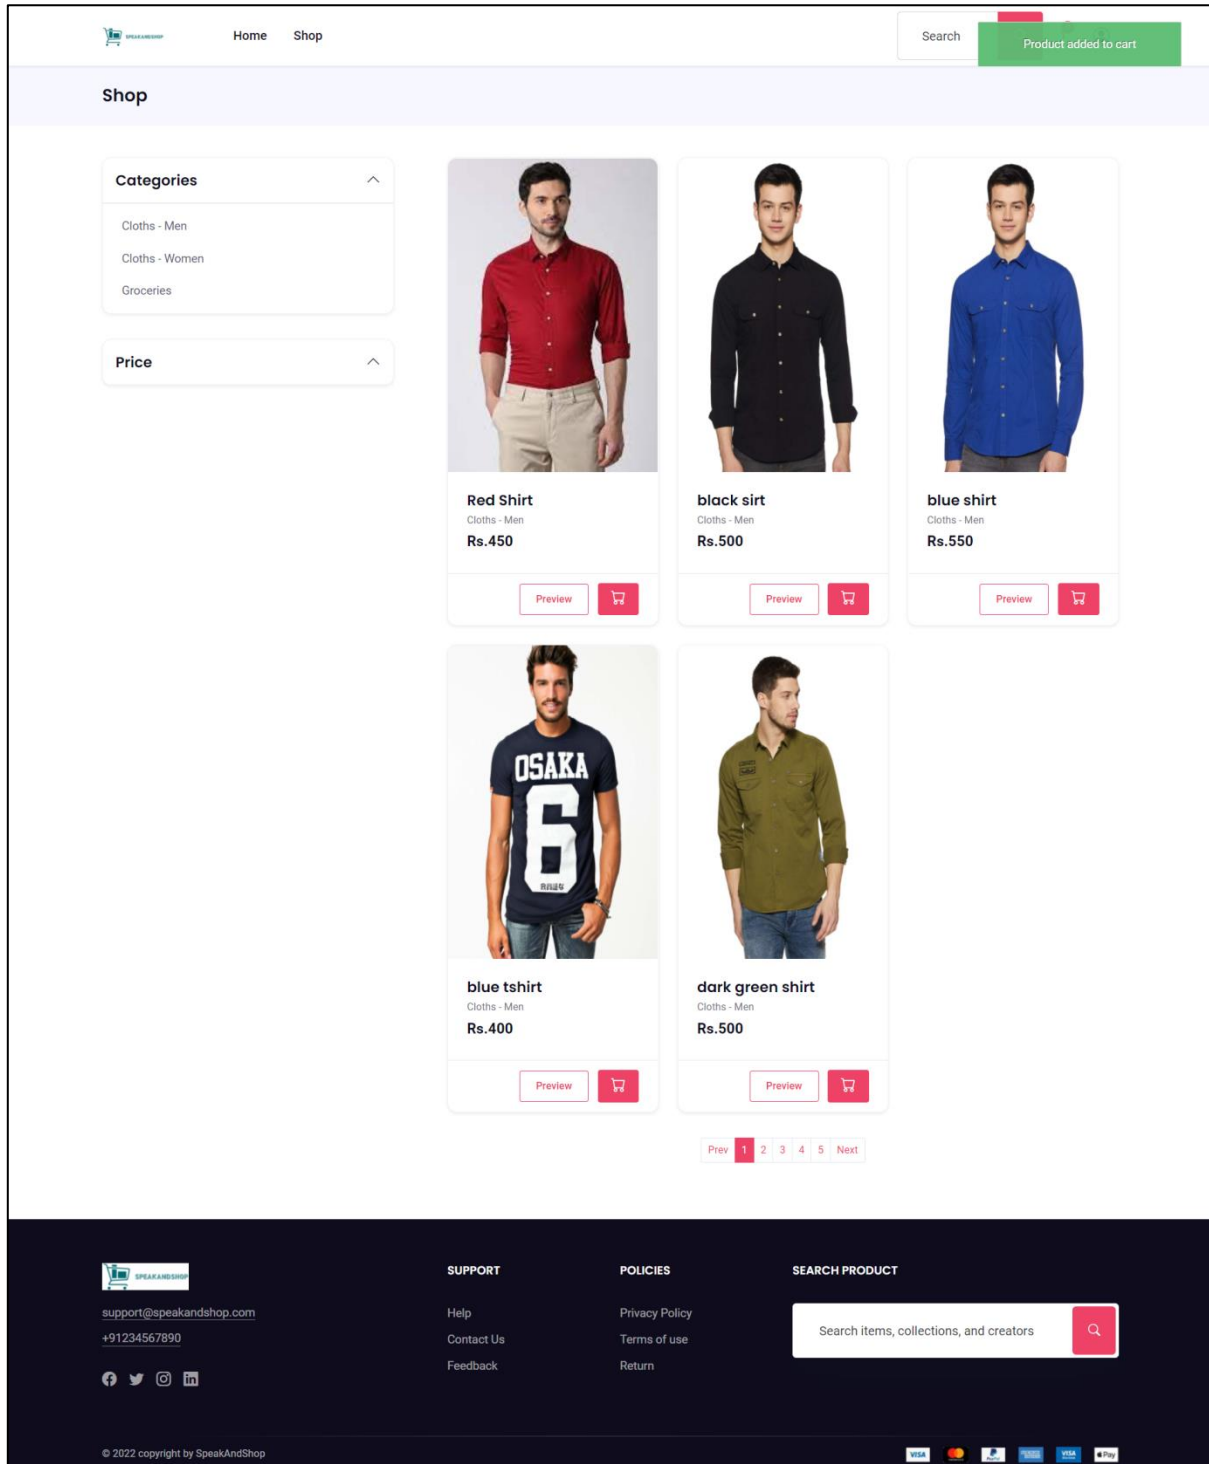 SPEAKANDSHOP
Home
Shop
Search
Product added to cart
Shop
Categories
Cloths - Men
Cloths - Women
Groceries
Price
Red Shirt
Cloths - Men
Rs.450
Preview
black sirt
Cloths - Men
Rs.500
Preview
blue shirt
Cloths - Men
Rs.550
Preview
OSAKA
6
blue tshirt
Cloths - Men
Rs.400
Preview
dark green shirt
Cloths - Men
Rs.500
Preview
Prev 1 2 3 4 5 Next
SPEAKANDSHOP
support@speakandshop.com
+91234567890
SUPPORT
Help
Contact Us
Feedback
POLICIES
Privacy Policy
Terms of use
Return
SEARCH PRODUCT
Search items, collections, and creators
© 2022 copyright by SpeakAndShop
VISA
PayPal
VISA
Pay